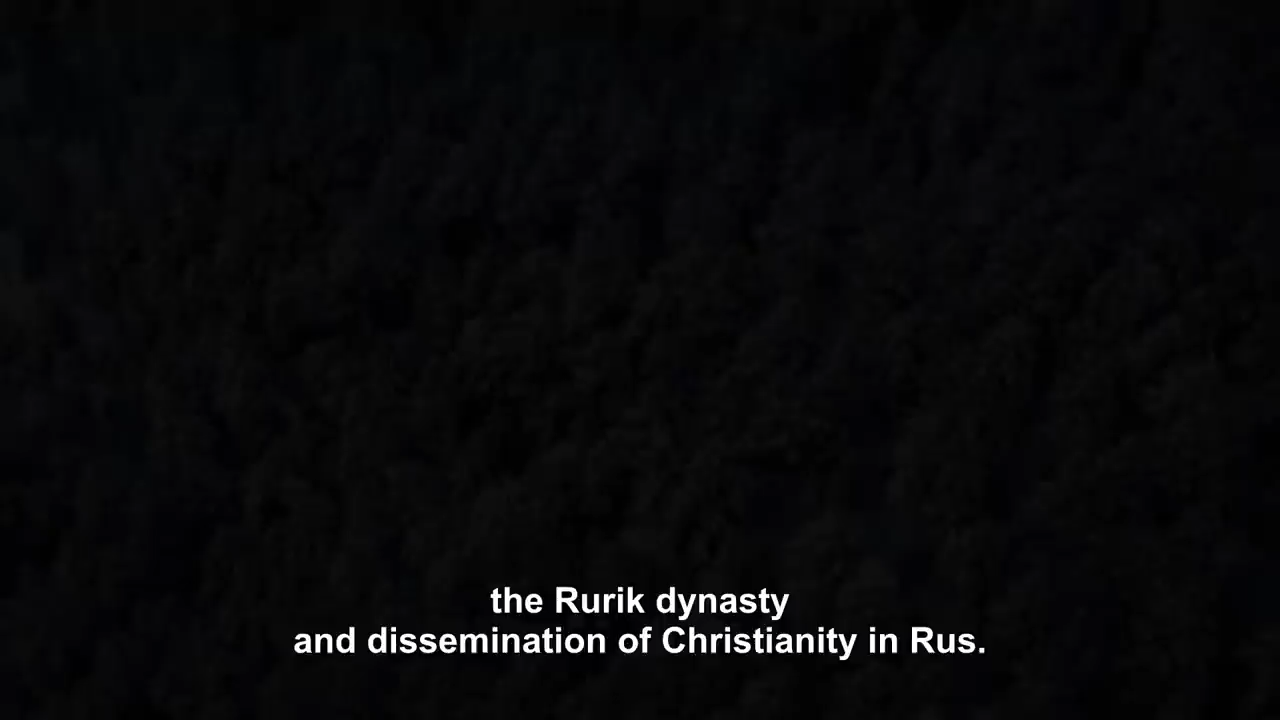 the Rurik dynasty
and dissemination of Christianity in Rus.